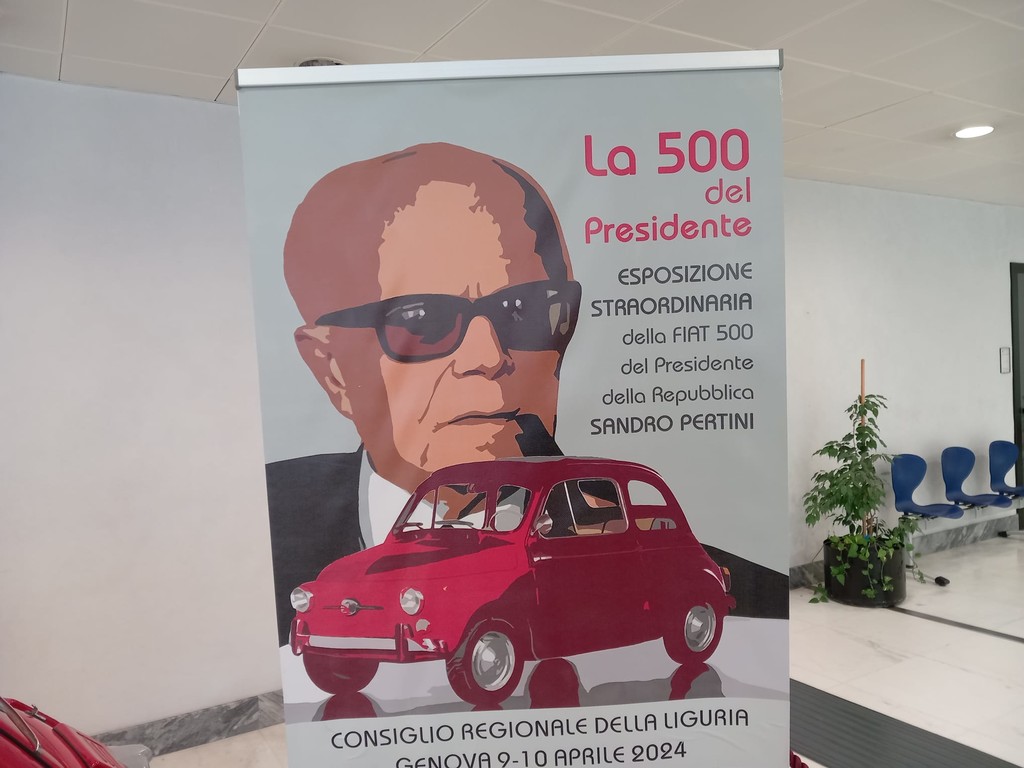 La 500
del
Presidente
ESPOSIZIONE
STRAORDINARIA
della FIAT 500
del Presidente
della Repubblica
SANDRO PERTINI
CONSIGLIO REGIONALE DELLA LIGURIA
GENOVA 9-10 APRILE 2024